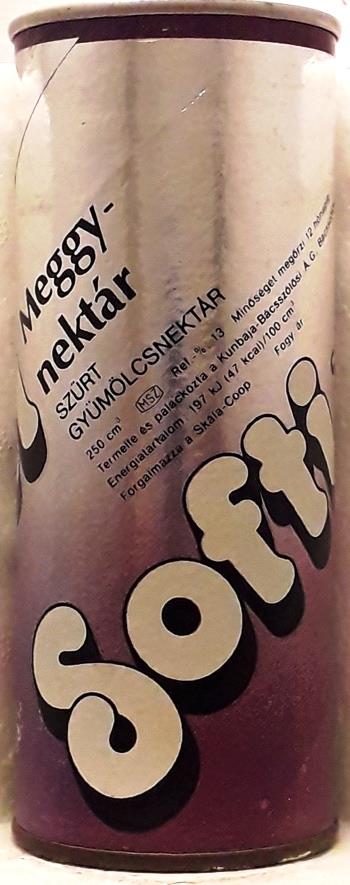 Meggy-
nektár
SZŰRT
GYÜMÖLCSNEKTÁR
250 cm³ MSZ Ref.-% 13 Minőségét megőrzi 12 hónapig
Termelte és palackozta a Kunbaja-Bácsszőlősi Á.G.
Energiatartalom 197 kJ (47 kcal)/100 cm³
Forgalmazza a Skála-Coop Fogy. ár
Softi